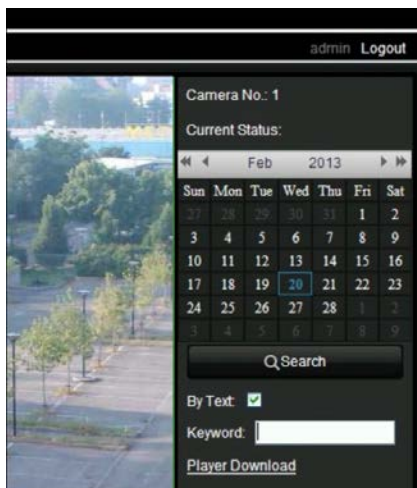 admin Logout
Camera No.: 1
Current Status:
Feb 2013
Sun Mon Tue Wed Thu Fri Sat
27 28 29 30 31 1 2
3 4 5 6 7 8 9
10 11 12 13 14 15 16
17 18 19 20 21 22 23
24 25 26 27 28 1 2
3 4 5 6 7 8 9
Search
By Text:
Keyword:
Player Download